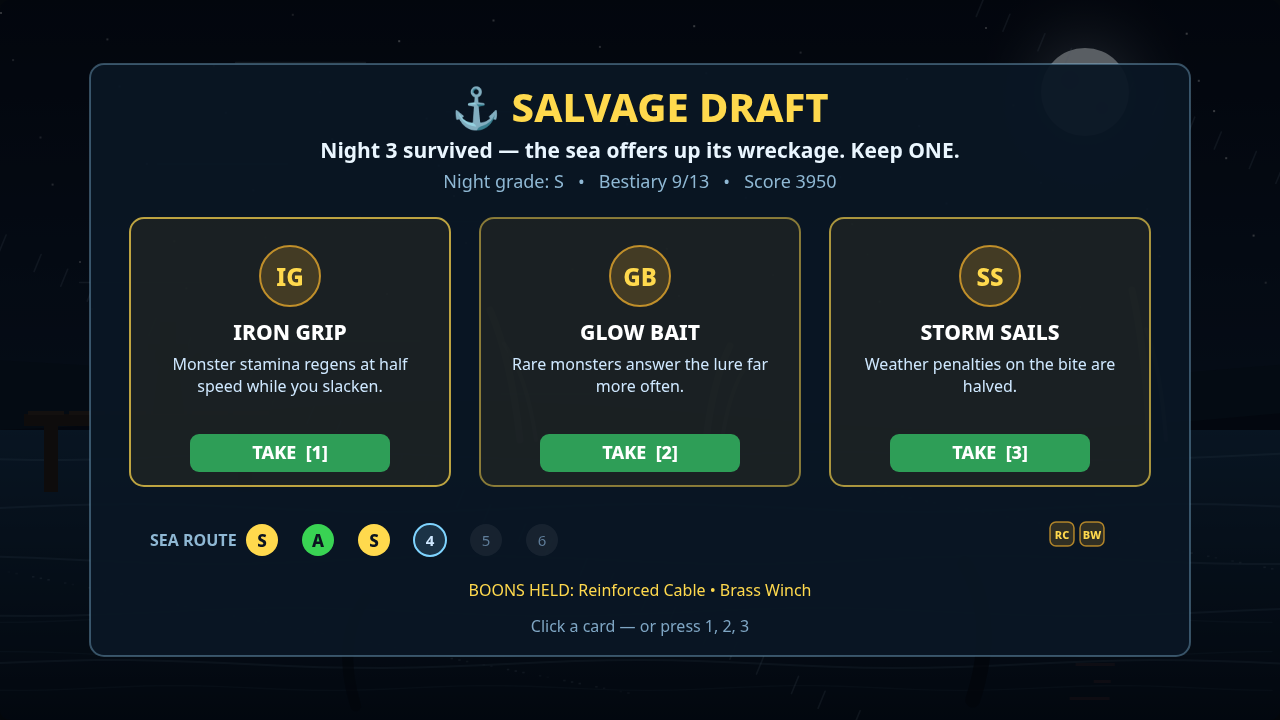 ⚓ SALVAGE DRAFT
Night 3 survived — the sea offers up its wreckage. Keep ONE.
Night grade: S • Bestiary 9/13 • Score 3950
IG
IRON GRIP
Monster stamina regens at half
speed while you slacken.
TAKE [1]
GB
GLOW BAIT
Rare monsters answer the lure far
more often.
TAKE [2]
SS
STORM SAILS
Weather penalties on the bite are
halved.
TAKE [3]
SEA ROUTE S A S 4 5 6
RC BW
BOONS HELD: Reinforced Cable • Brass Winch
Click a card — or press 1, 2, 3